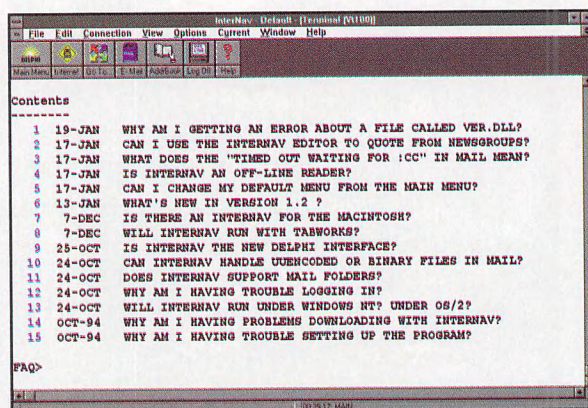 InterNav - Default - [Terminal (Vt100)]
File Edit Connection View Options Current Window Help
DELPHI
Main Menu Internet Go To... E-Mail AddrBook Log Off Help
Contents
--------
1 19-JAN WHY AM I GETTING AN ERROR ABOUT A FILE CALLED VER.DLL?
2 17-JAN CAN I USE THE INTERNAV EDITOR TO QUOTE FROM NEWSGROUPS?
3 17-JAN WHAT DOES THE "TIMED OUT WAITING FOR :CC" IN MAIL MEAN?
4 17-JAN IS INTERNAV AN OFF-LINE READER?
5 17-JAN CAN I CHANGE MY DEFAULT MENU FROM THE MAIN MENU?
6 13-JAN WHAT'S NEW IN VERSION 1.2 ?
7 7-DEC IS THERE AN INTERNAV FOR THE MACINTOSH?
8 7-DEC WILL INTERNAV RUN WITH TABWORKS?
9 25-OCT IS INTERNAV THE NEW DELPHI INTERFACE?
10 24-OCT CAN INTERNAV HANDLE UUENCODED OR BINARY FILES IN MAIL?
11 24-OCT DOES INTERNAV SUPPORT MAIL FOLDERS?
12 24-OCT WHY AM I HAVING TROUBLE LOGGING IN?
13 24-OCT WILL INTERNAV RUN UNDER WINDOWS NT? UNDER OS/2?
14 OCT-94 WHY AM I HAVING PROBLEMS DOWNLOADING WITH INTERNAV?
15 OCT-94 WHY AM I HAVING TROUBLE SETTING UP THE PROGRAM?
FAQ>